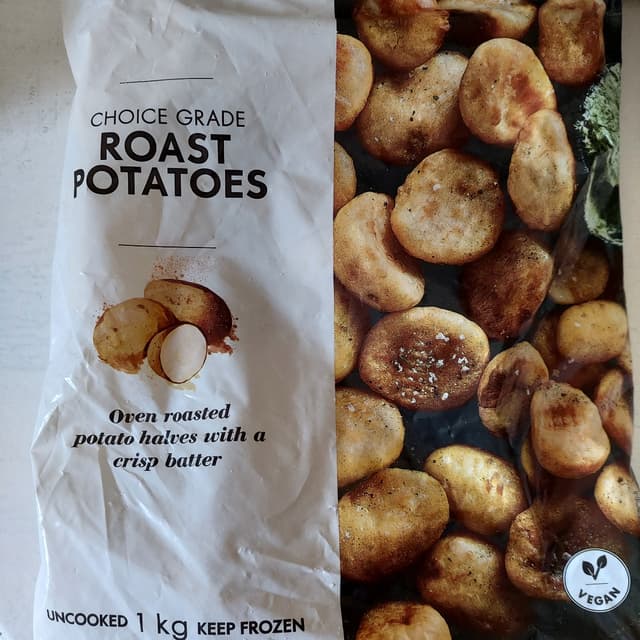 CHOICE GRADE
ROAST
POTATOES
Oven roasted
potato halves with a
crisp batter
UNCOOKED 1 kg KEEP FROZEN
VEGAN